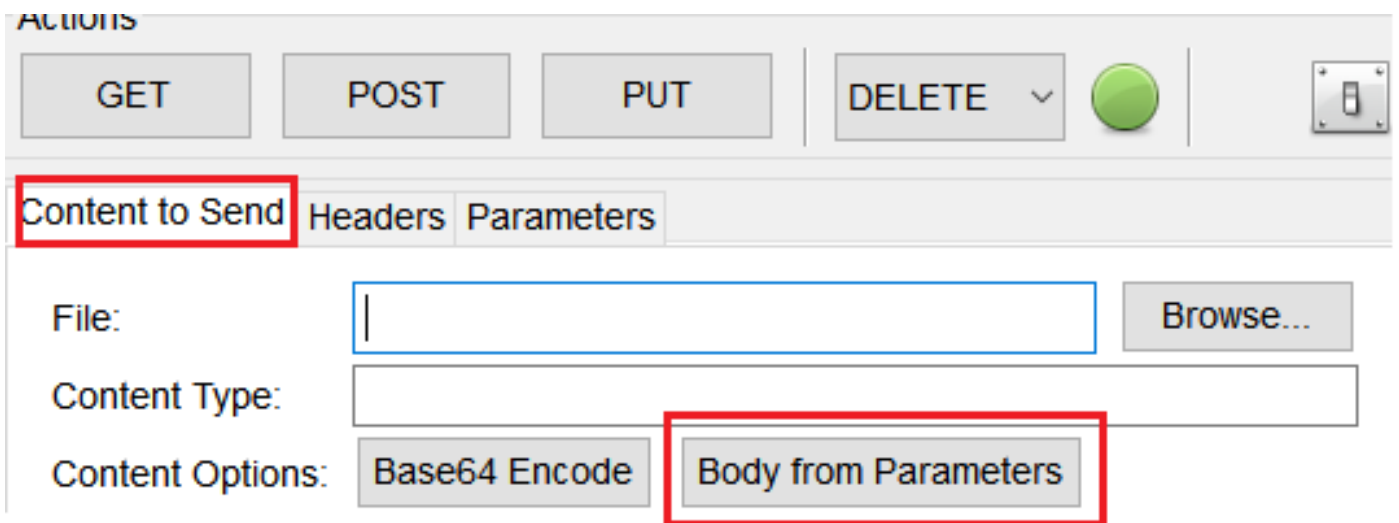 Actions
GET POST PUT DELETE
Content to Send Headers Parameters
File: Browse...
Content Type:
Content Options: Base64 Encode Body from Parameters